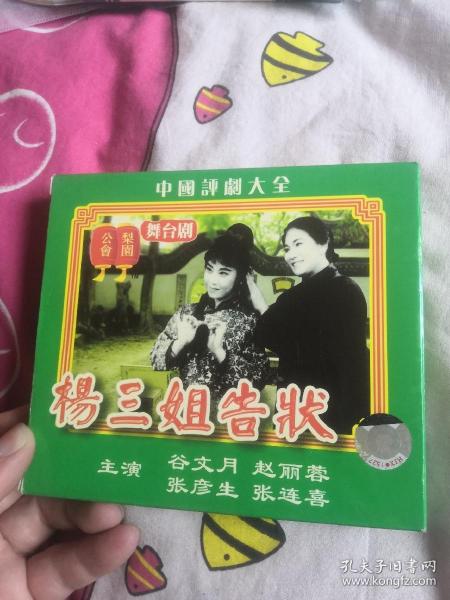 中國評劇大全
梨園
公會
舞台剧
楊三姐告狀
主演 谷文月 赵丽蓉
张彦生 张连喜
孔夫子旧书网
www.kongfz.com